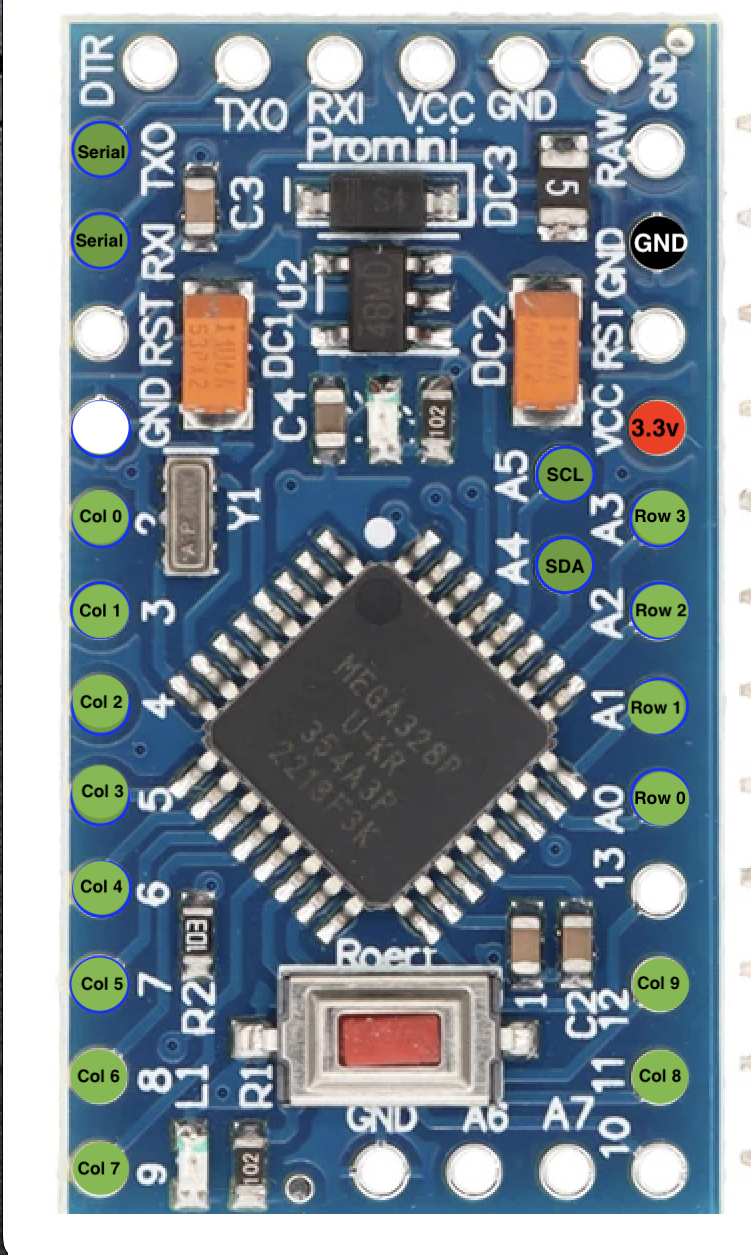 DTR
TXO
RXI
VCC
GND
GND
Promini
Serial
TXO
C3
S4
DC3
5
RAW
Serial
RXI
GND
GND
RST
DC1
U2
48MD
DC2
RST
GND
C4
102
VCC
3.3v
Col 0
2
Y1
A5
SCL
A3
Row 3
A4
SDA
Col 1
3
A2
Row 2
Col 2
4
MEGA328P
U-KR
354A3P
2218F3K
A1
Row 1
Col 3
5
A0
Row 0
Col 4
6
13
103
Col 5
7
R2
1
C2
12
Col 9
Col 6
8
L1
R1
11
Col 8
GND
A6
A7
10
Col 7
9
102